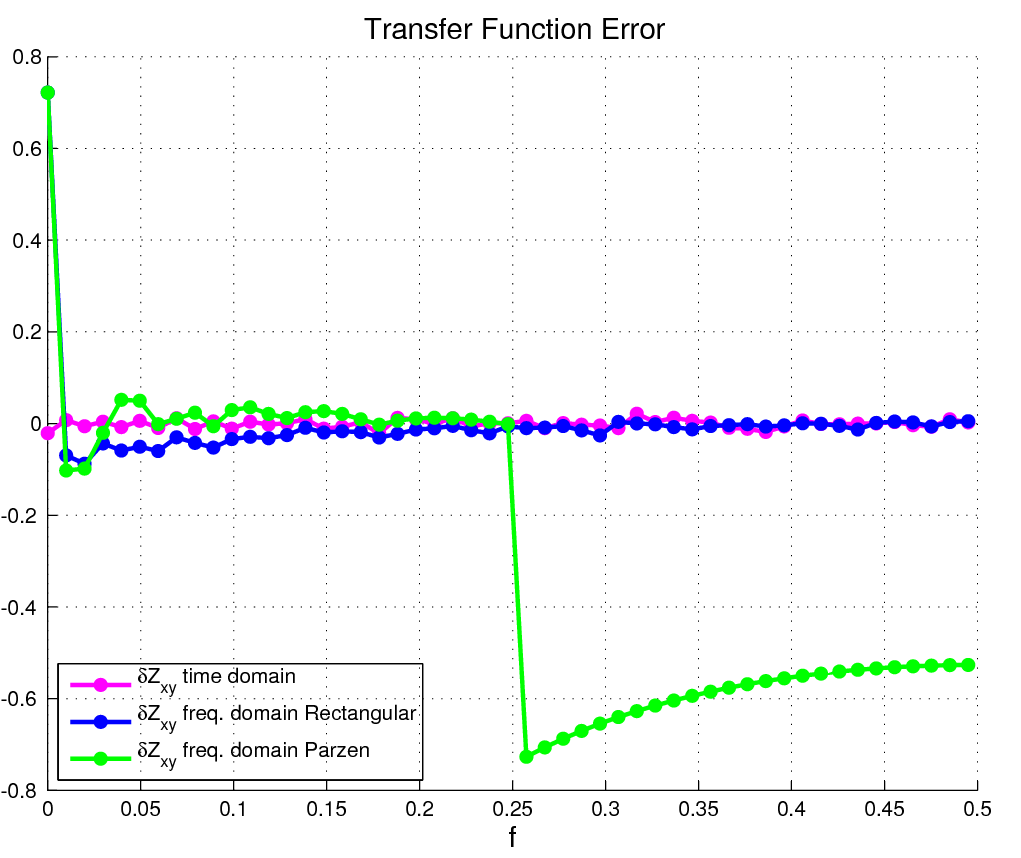 Transfer Function Error
0.8
0.6
0.4
0.2
0
-0.2
-0.4
-0.6
-0.8
δZxy time domain
δZxy freq. domain Rectangular
δZxy freq. domain Parzen
0 0.05 0.1 0.15 0.2 0.25 0.3 0.35 0.4 0.45 0.5
f